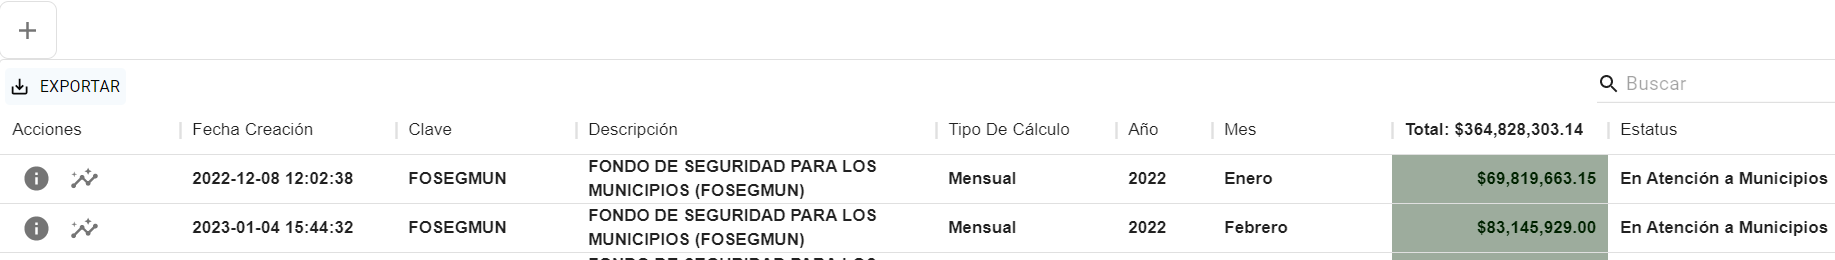 EXPORTAR
Buscar
Acciones Fecha Creación Clave Descripción Tipo De Cálculo Año Mes Total: $364,828,303.14 Estatus
2022-12-08 12:02:38 FOSEGMUN FONDO DE SEGURIDAD PARA LOS MUNICIPIOS (FOSEGMUN) Mensual 2022 Enero $69,819,663.15 En Atención a Municipios
2023-01-04 15:44:32 FOSEGMUN FONDO DE SEGURIDAD PARA LOS MUNICIPIOS (FOSEGMUN) Mensual 2022 Febrero $83,145,929.00 En Atención a Municipios